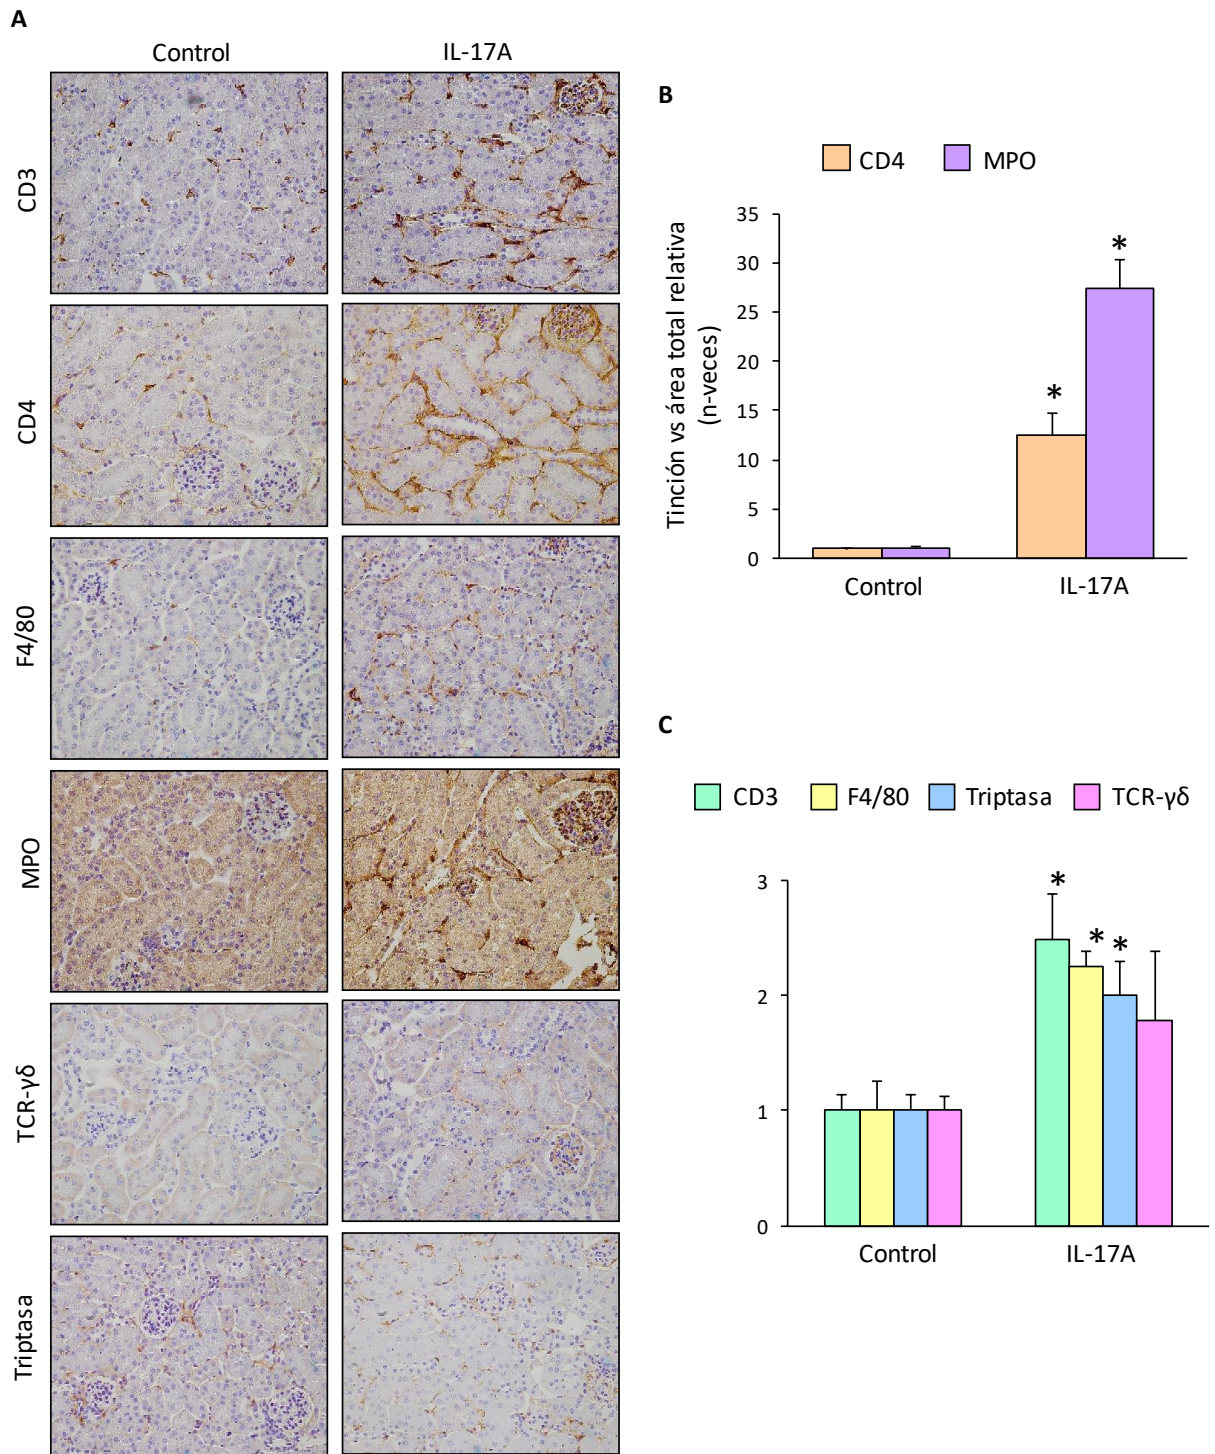 A
Control
IL-17A
CD3
CD4
F4/80
MPO
TCR-γδ
Triptasa
B
CD4
MPO
Tinción vs área total relativa
(n-veces)
35
30
25
20
15
10
5
0
*
*
Control
IL-17A
C
CD3
F4/80
Triptasa
TCR-γδ
3
2
1
0
*
*
*
Control
IL-17A